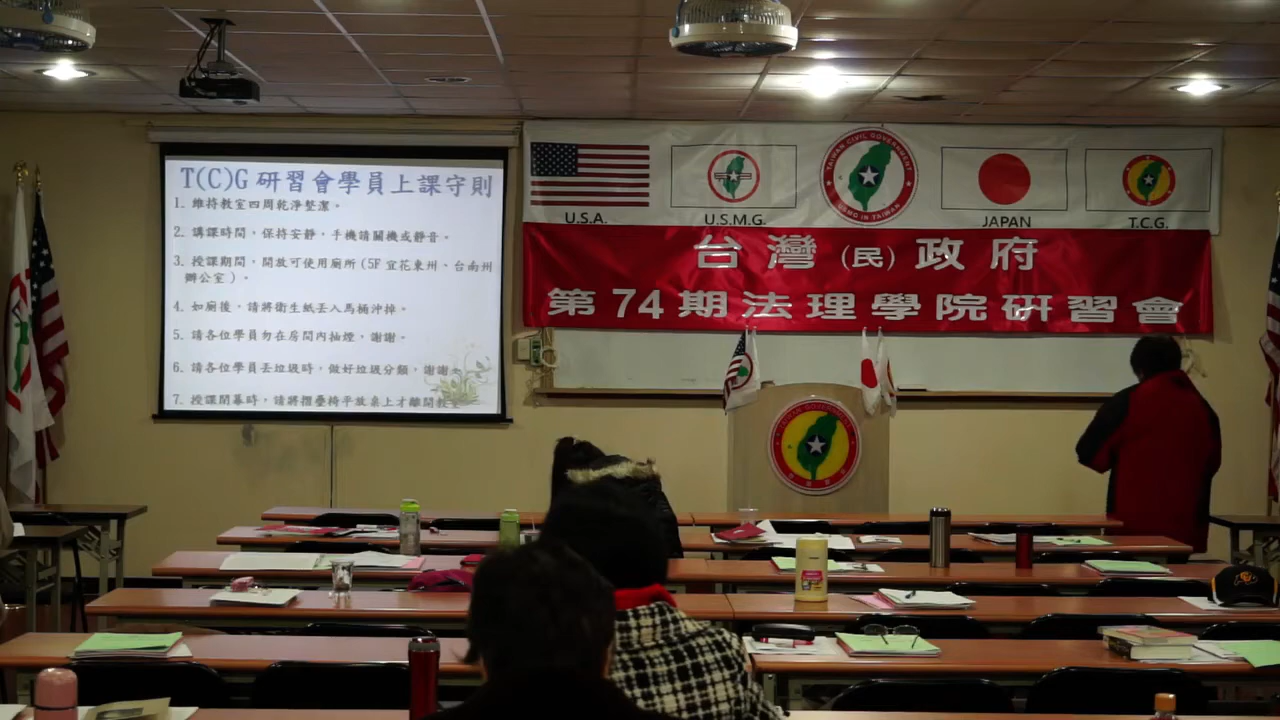 T(C)G 研習會學員上課守則
1. 維持教室四周乾淨整潔。
2. 講課時間，保持安靜，手機請關機或靜音。
3. 授課期間，開放可使用廁所(5F 宜花東州、台南州
辦公室)。
4. 如廁後，請將衛生紙丟入馬桶沖掉。
5. 請各位學員勿在房間內抽煙，謝謝。
6. 請各位學員丟垃圾時，做好垃圾分類，謝謝
7. 授課閉幕時，請將摺疊椅平放桌上才離開教室
U.S.A.
U.S.M.G.
TAIWAN CIVIL GOVERNMENT
USMG IN TAIWAN
JAPAN
T.C.G.
台灣(民)政府
第74期法理學院研習會